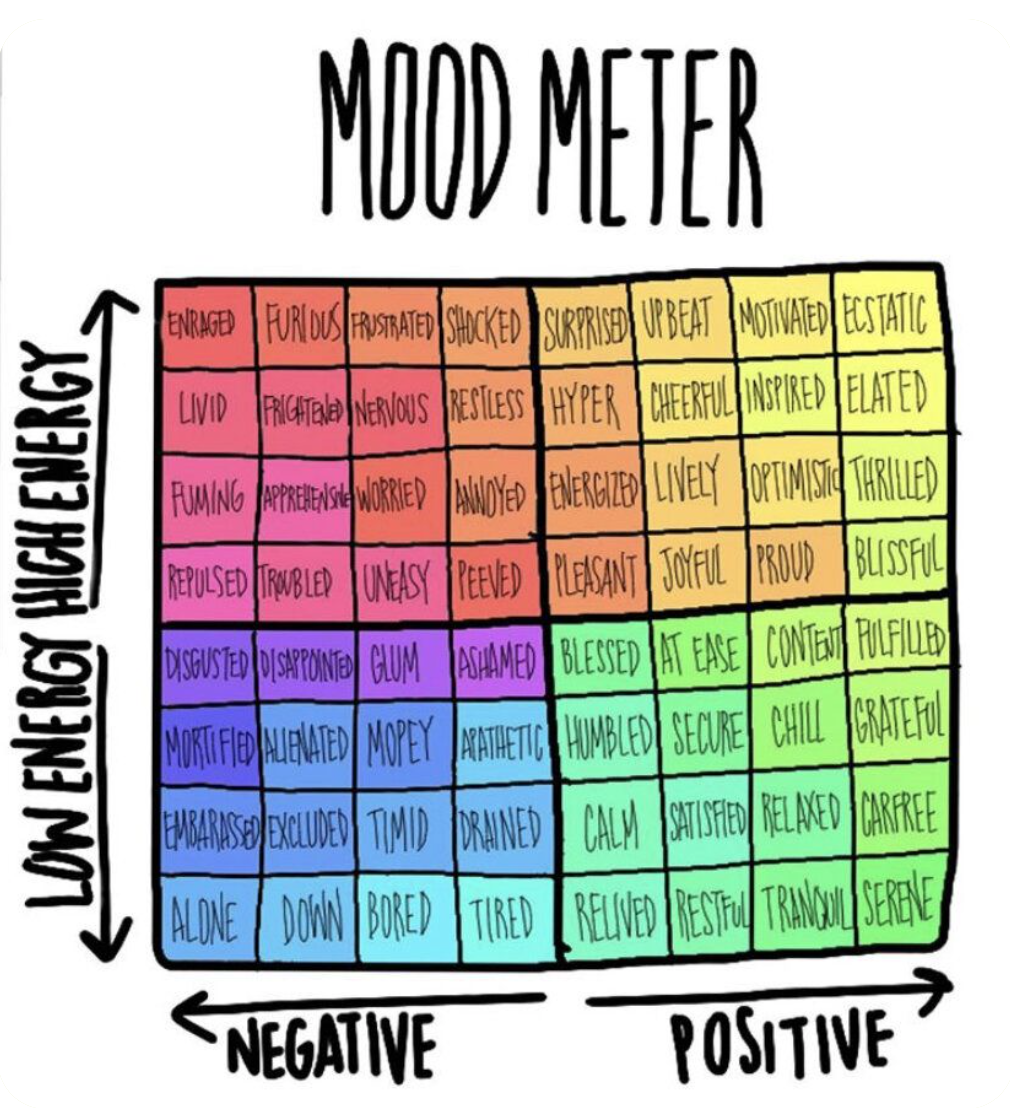 MOOD METER
ENRAGED FURIOUS FRUSTRATED SHOCKED SURPRISED UPBEAT MOTIVATED ECSTATIC
LIVID FRIGHTENED NERVOUS RESTLESS HYPER CHEERFUL INSPIRED ELATED
FUMING APPREHENSIVE WORRIED ANNOYED ENERGIZED LIVELY OPTIMISTIC THRILLED
REPULSED TROUBLED UNEASY PEEVED PLEASANT JOYFUL PROUD BLISSFUL
DISGUSTED DISAPPOINTED GLUM ASHAMED BLESSED AT EASE CONTENT FULFILLED
MORTIFIED ALIENATED MOPEY APATHETIC HUMBLED SECURE CHILL GRATEFUL
EMBARASSED EXCLUDED TIMID DRAINED CALM SATISFIED RELAXED CARFREE
ALONE DOWN BORED TIRED RELIVED RESTFUL TRANQUIL SERENE
HIGH ENERGY
LOW ENERGY
NEGATIVE
POSITIVE